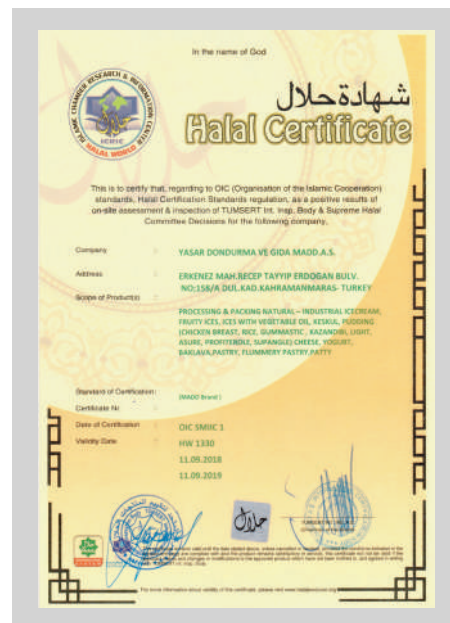 In the name of God
شهادة حلال
Halal Certificate
ISLAMIC CHAMBER RESEARCH & INFORMATION CENTER
HALAL WORLD
This is to certify that, regarding to OIC (Organisation of the Islamic Cooperation)
standards, Halal Certification Standards regulation, as a positive results of
on-site assessment & inspection of TUMSERT Int. Insp. Body & Supreme Halal
Committee Decisions for the following company,
Company : YASAR DONDURMA VE GIDA MADD.A.S.
Address : ERKENEZ MAH.RECEP TAYYIP ERDOGAN BULV.
NO:158/A DUL.KAD.KAHRAMANMARAS- TURKEY
Scope of Product(s) :
PROCESSING & PACKING NATURAL – INDUSTRIAL ICECREAM,
FRUITY ICES, ICES WITH VEGETABLE OIL, KESKUL, PUDDING
(CHICKEN BREAST, RICE, GUMMASTIC , KAZANDIBI, LIGHT,
ASURE, PROFITEROLE, SUPANGLE) CHEESE, YOGURT,
BAKLAVA,PASTRY, FLUMMERY PASTRY,PATTY
Standard of Certification :
(MADO Brand )
Certificate Nr :
Date of Certification : OIC SMIIC 1
Validity Date : HW 1330
11.09.2018
11.09.2019
حلال